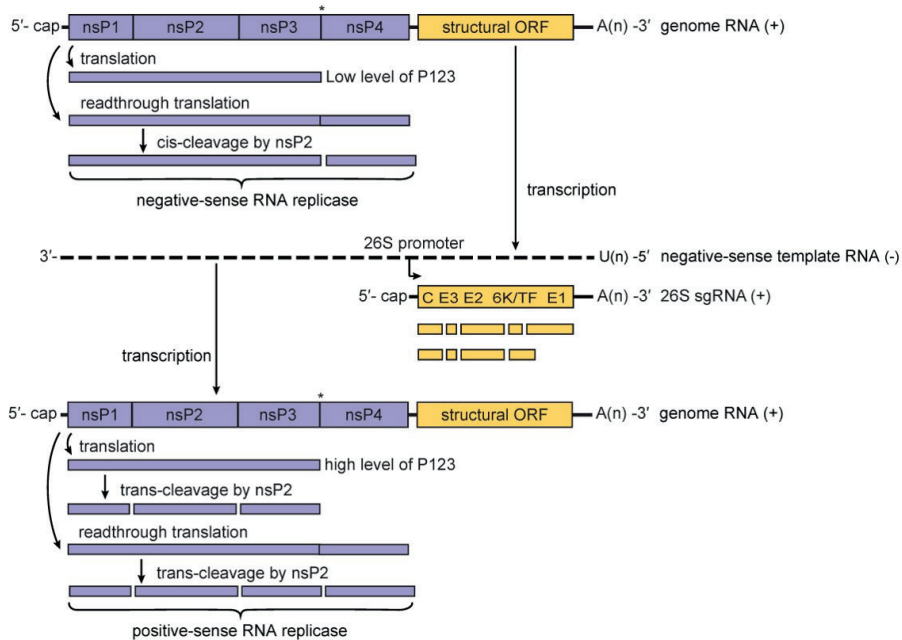 *
5′- cap nsP1 nsP2 nsP3 nsP4 structural ORF A(n) -3′ genome RNA (+)
translation
Low level of P123
readthrough translation
cis-cleavage by nsP2
negative-sense RNA replicase
transcription
26S promoter
3′- U(n) -5′ negative-sense template RNA (-)
5′- cap C E3 E2 6K/TF E1 A(n) -3′ 26S sgRNA (+)
transcription
*
5′- cap nsP1 nsP2 nsP3 nsP4 structural ORF A(n) -3′ genome RNA (+)
translation
high level of P123
trans-cleavage by nsP2
readthrough translation
trans-cleavage by nsP2
positive-sense RNA replicase